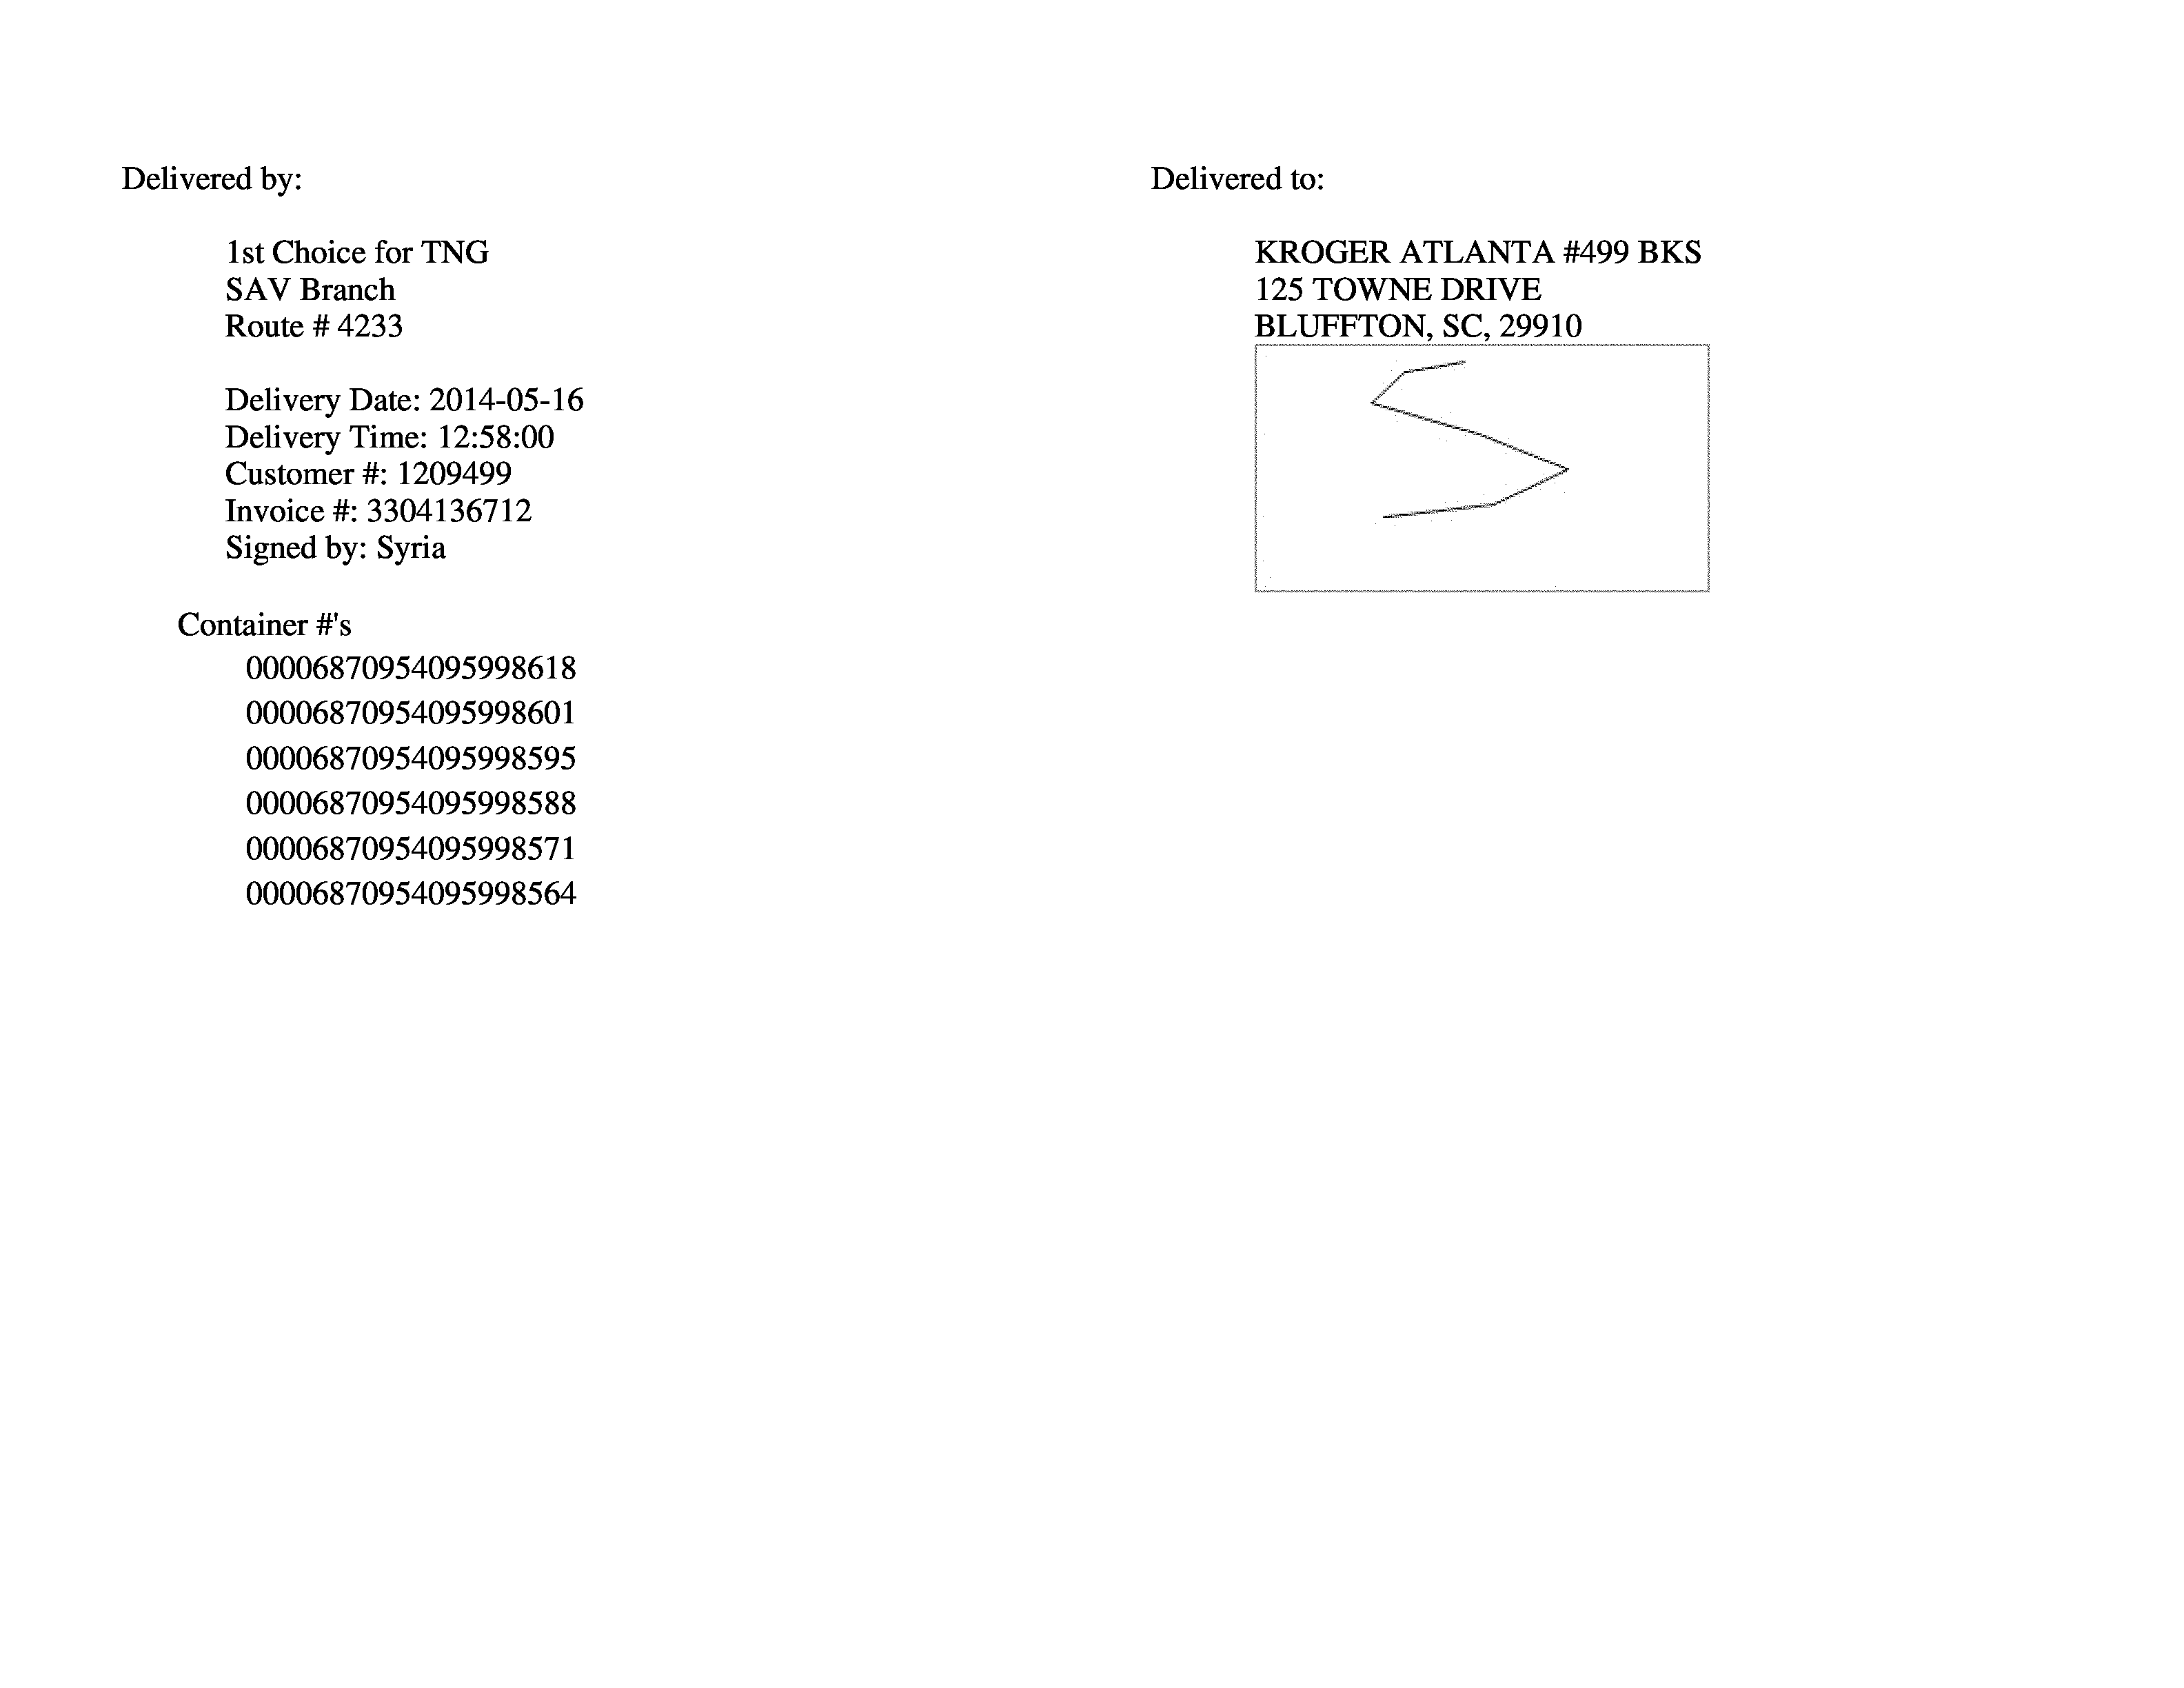 Delivered by:
1st Choice for TNG
SAV Branch
Route # 4233
Delivery Date: 2014-05-16
Delivery Time: 12:58:00
Customer #: 1209499
Invoice #: 3304136712
Signed by: Syria
Container #'s
00006870954095998618
00006870954095998601
00006870954095998595
00006870954095998588
00006870954095998571
00006870954095998564
Delivered to:
KROGER ATLANTA #499 BKS
125 TOWNE DRIVE
BLUFFTON, SC, 29910